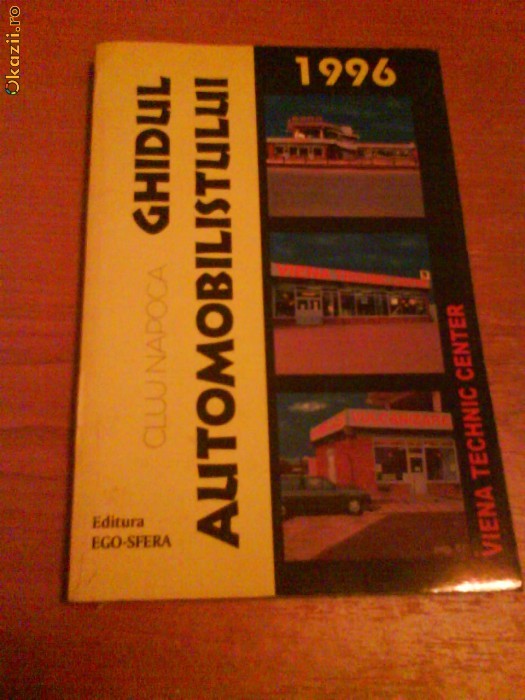 Okazii.ro
1996
CLUJ NAPOCA
GHIDUL
AUTOMOBILISTULUI
Editura
EGO-SFERA
VIENA TECHNIC CENTER